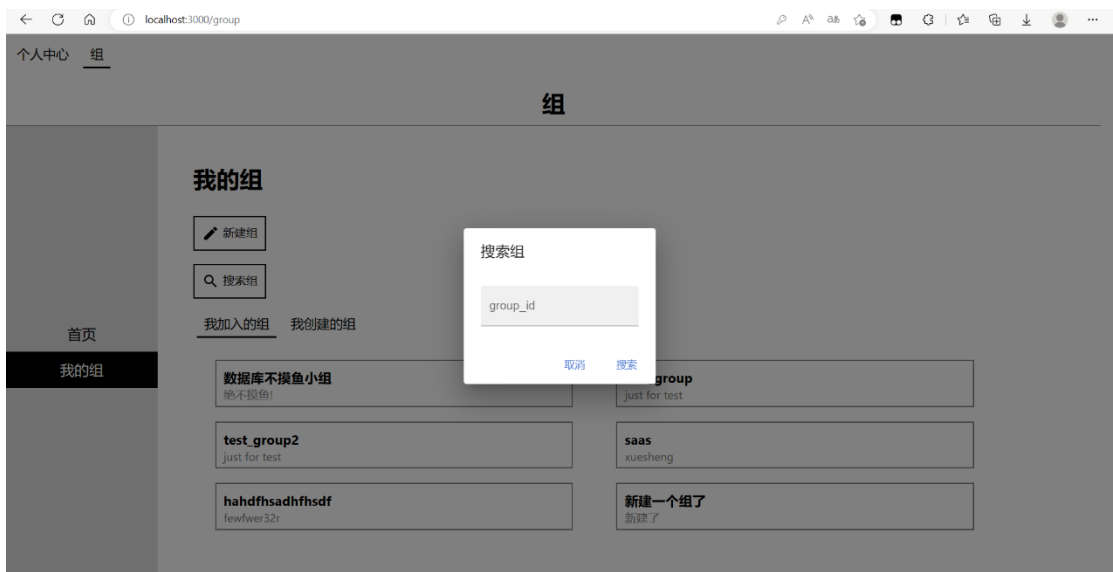 localhost:3000/group
个人中心 组
组
我的组
新建组
搜索组
我加入的组 我创建的组
首页
我的组
数据库不摸鱼小组
绝不摸鱼!
group
just for test
test_group2
just for test
saas
xuesheng
hahdfhsadhfhsdf
fewfwer32r
新建一个组了
新建了
搜索组
group_id
取消 搜索